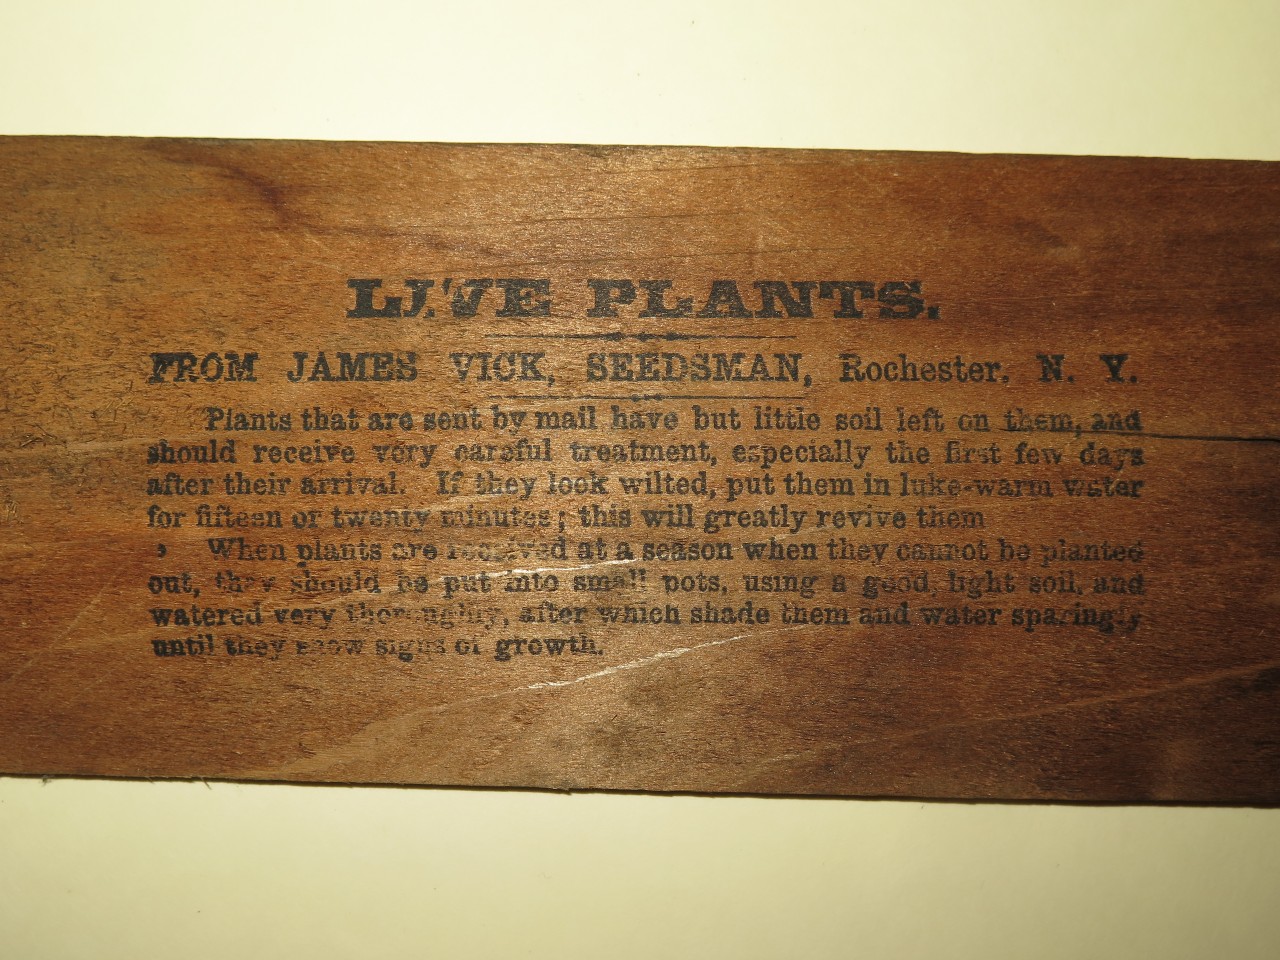 LIVE PLANTS.
FROM JAMES VICK, SEEDSMAN, Rochester, N. Y.
Plants that are sent by mail have but little soil left on them, and
should receive very careful treatment, especially the first few days
after their arrival. If they look wilted, put them in luke-warm water
for fifteen or twenty minutes; this will greatly revive them
When plants are received at a season when they cannot be planted
out, they should be put into small pots, using a good, light soil, and
watered very thoroughly, after which shade them and water sparingly
until they show signs of growth.